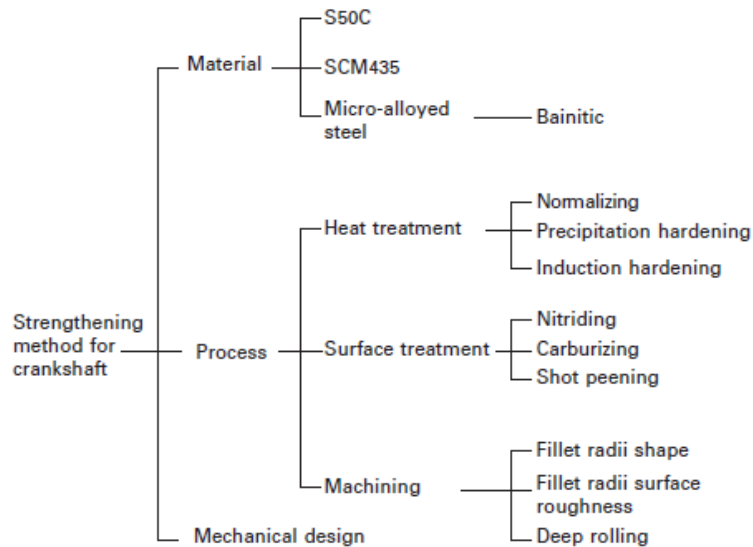 S50C
Material
SCM435
Micro-alloyed
steel
Bainitic
Normalizing
Heat treatment
Precipitation hardening
Induction hardening
Strengthening
method for
crankshaft
Process
Nitriding
Surface treatment
Carburizing
Shot peening
Fillet radii shape
Machining
Fillet radii surface
roughness
Deep rolling
Mechanical design